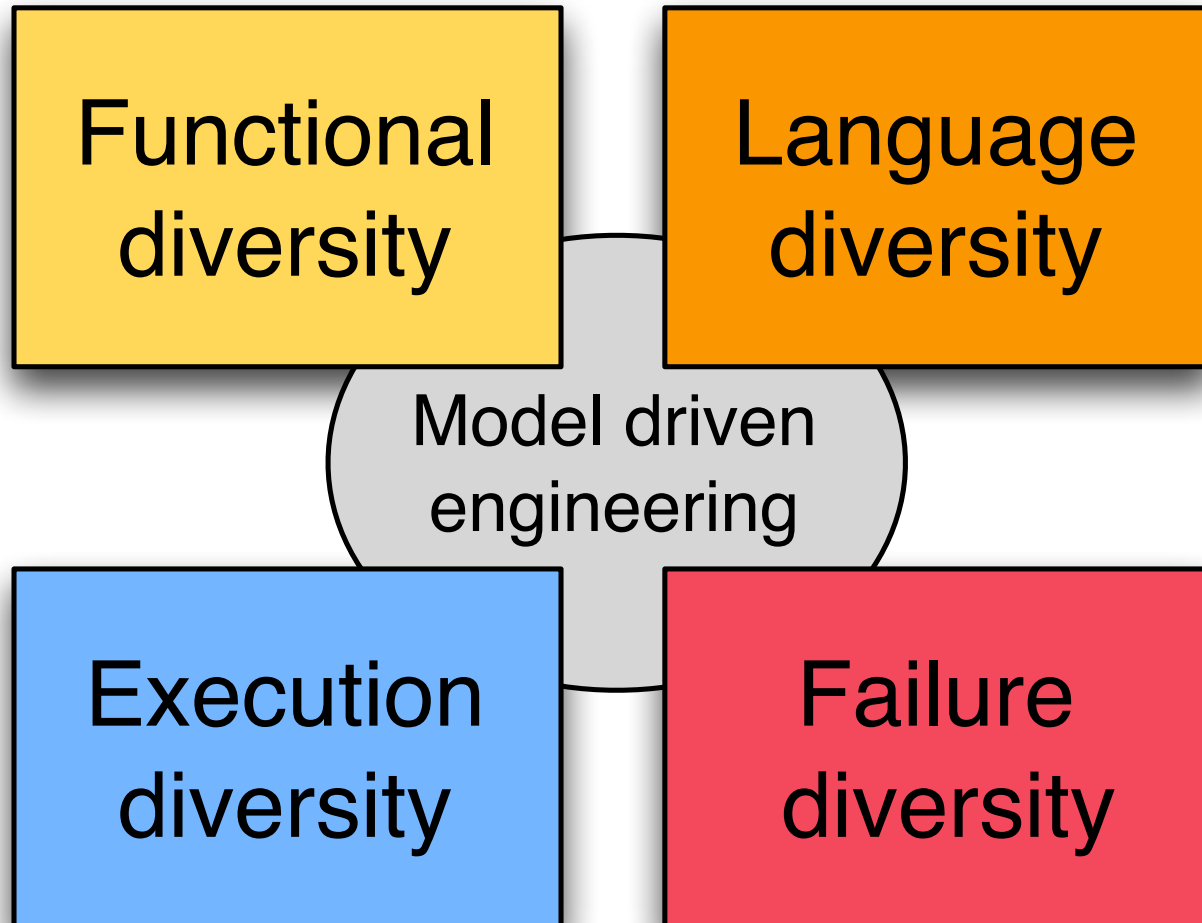 Functional
diversity
Language
diversity
Model driven
engineering
Execution
diversity
Failure
diversity